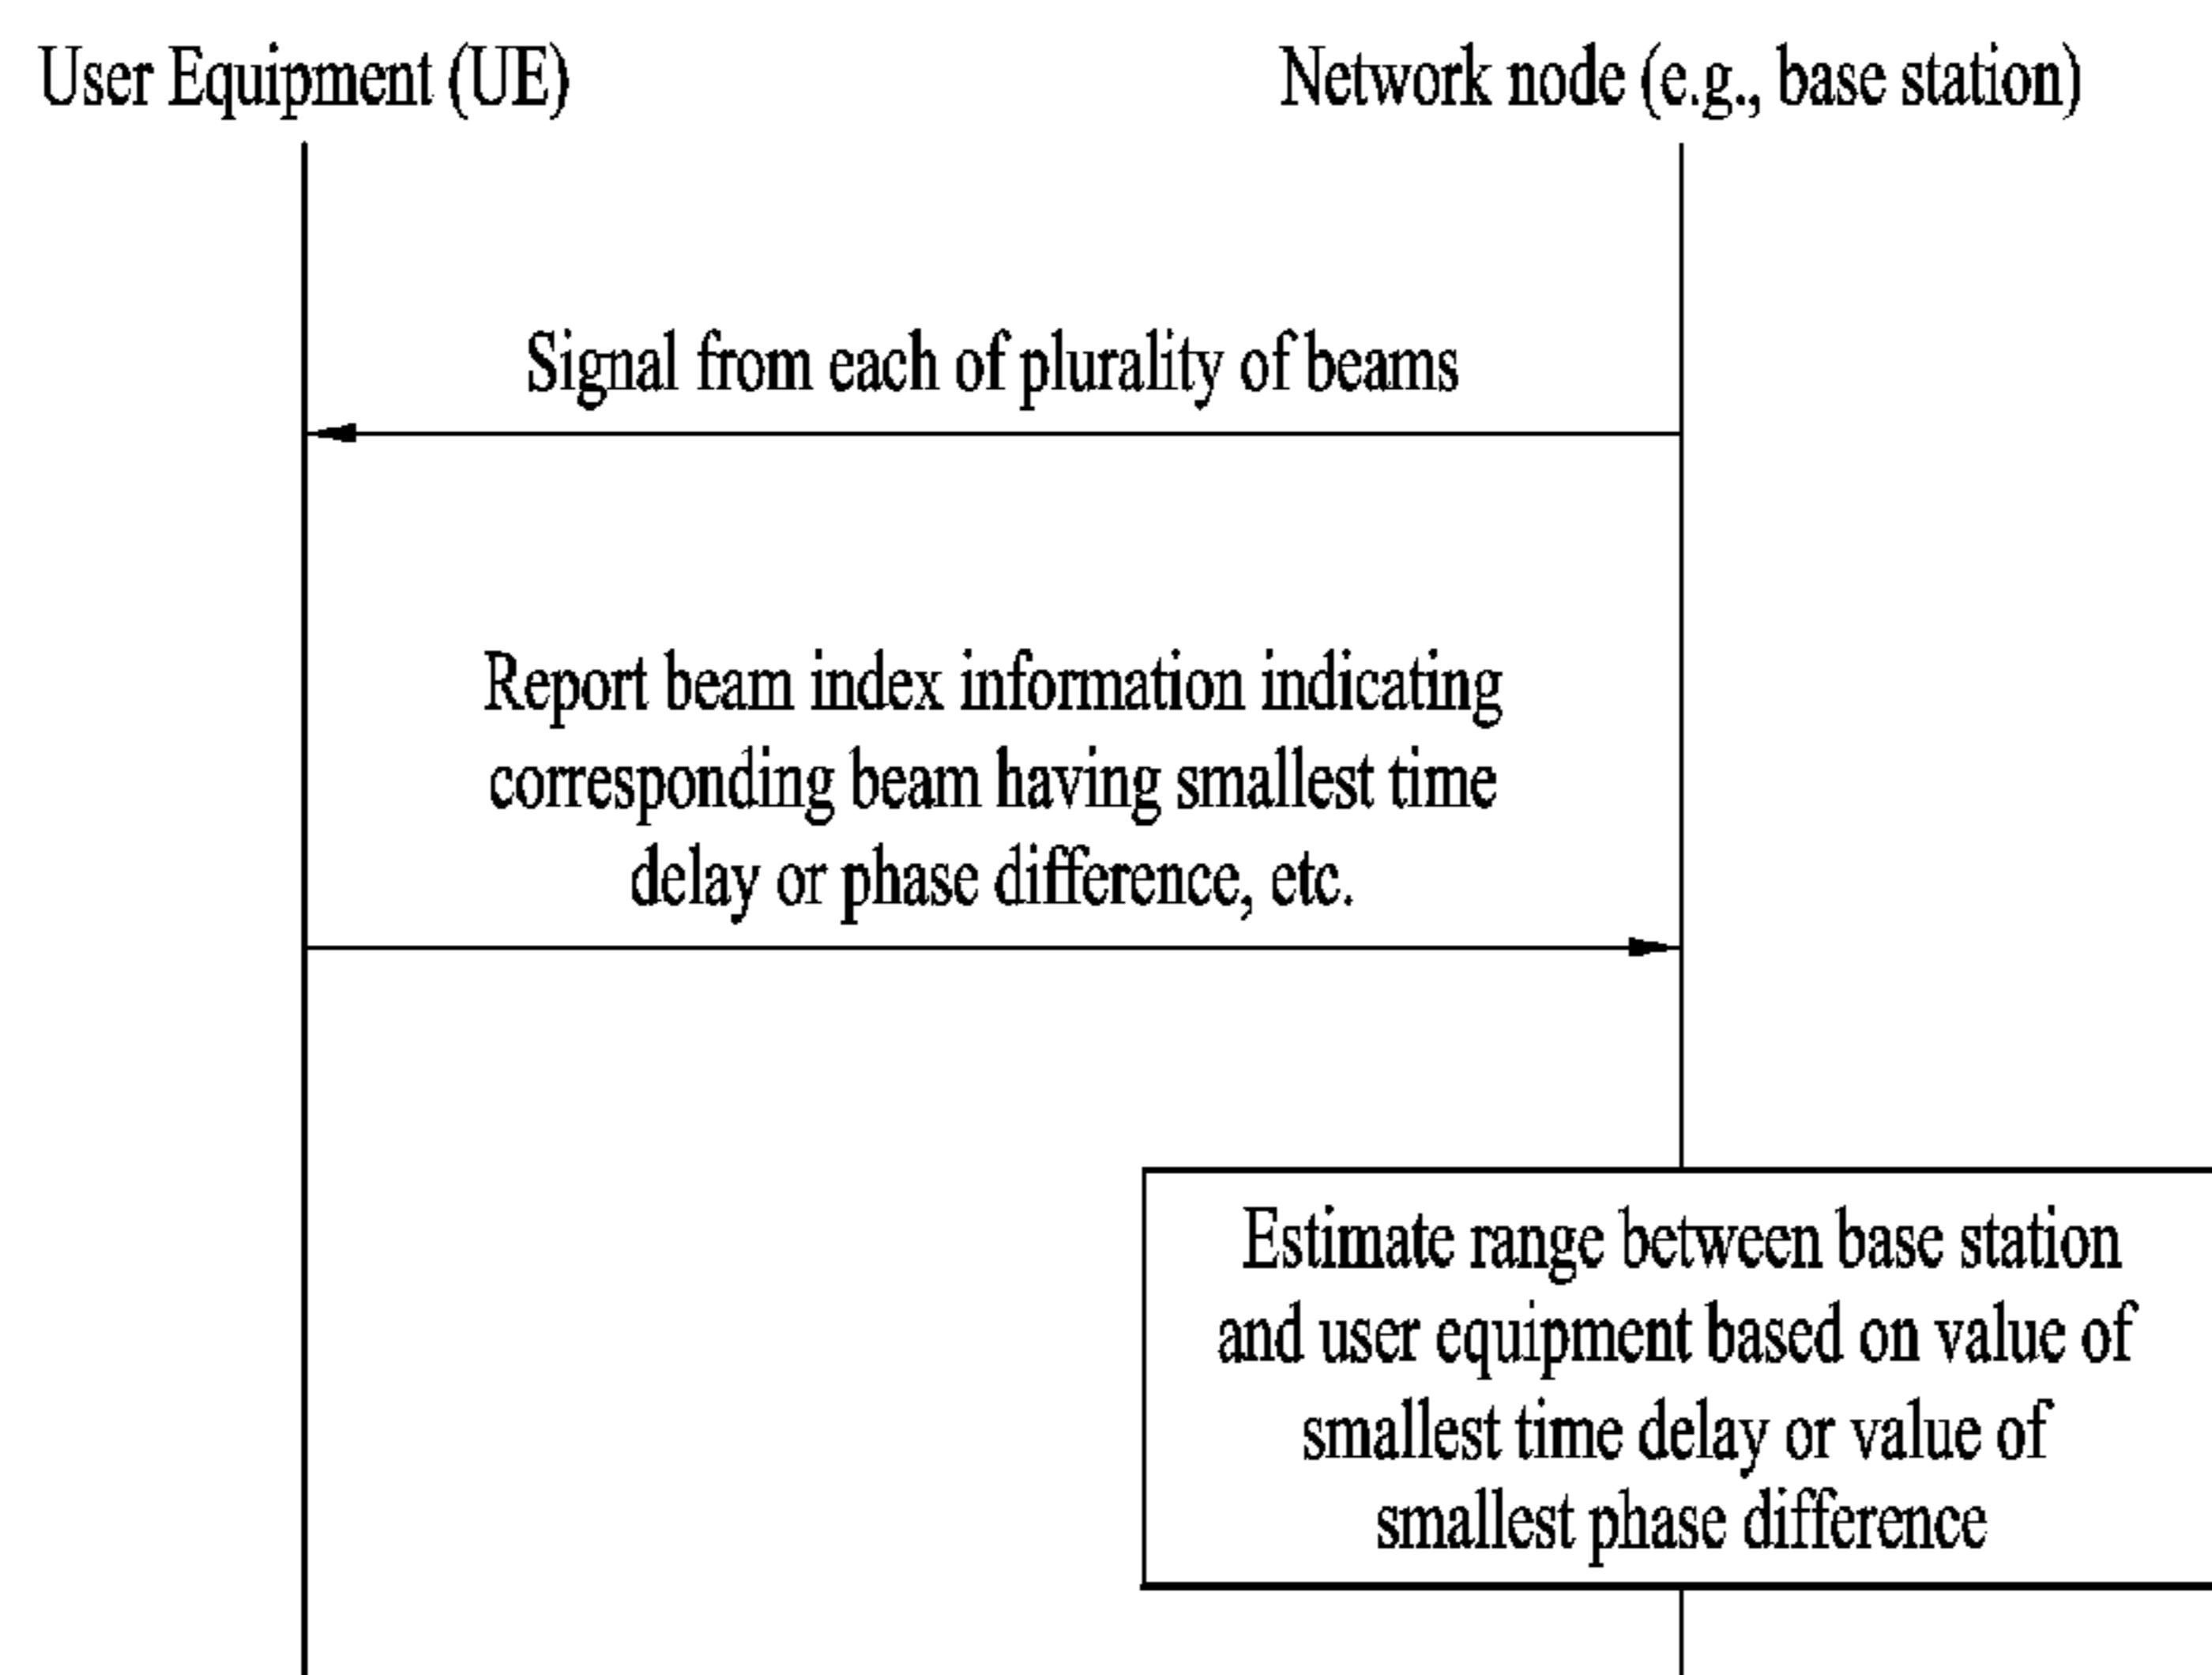 User Equipment (UE)
Network node (e.g., base station)
Signal from each of plurality of beams
Report beam index information indicating
corresponding beam having smallest time
delay or phase difference, etc.
Estimate range between base station
and user equipment based on value of
smallest time delay or value of
smallest phase difference